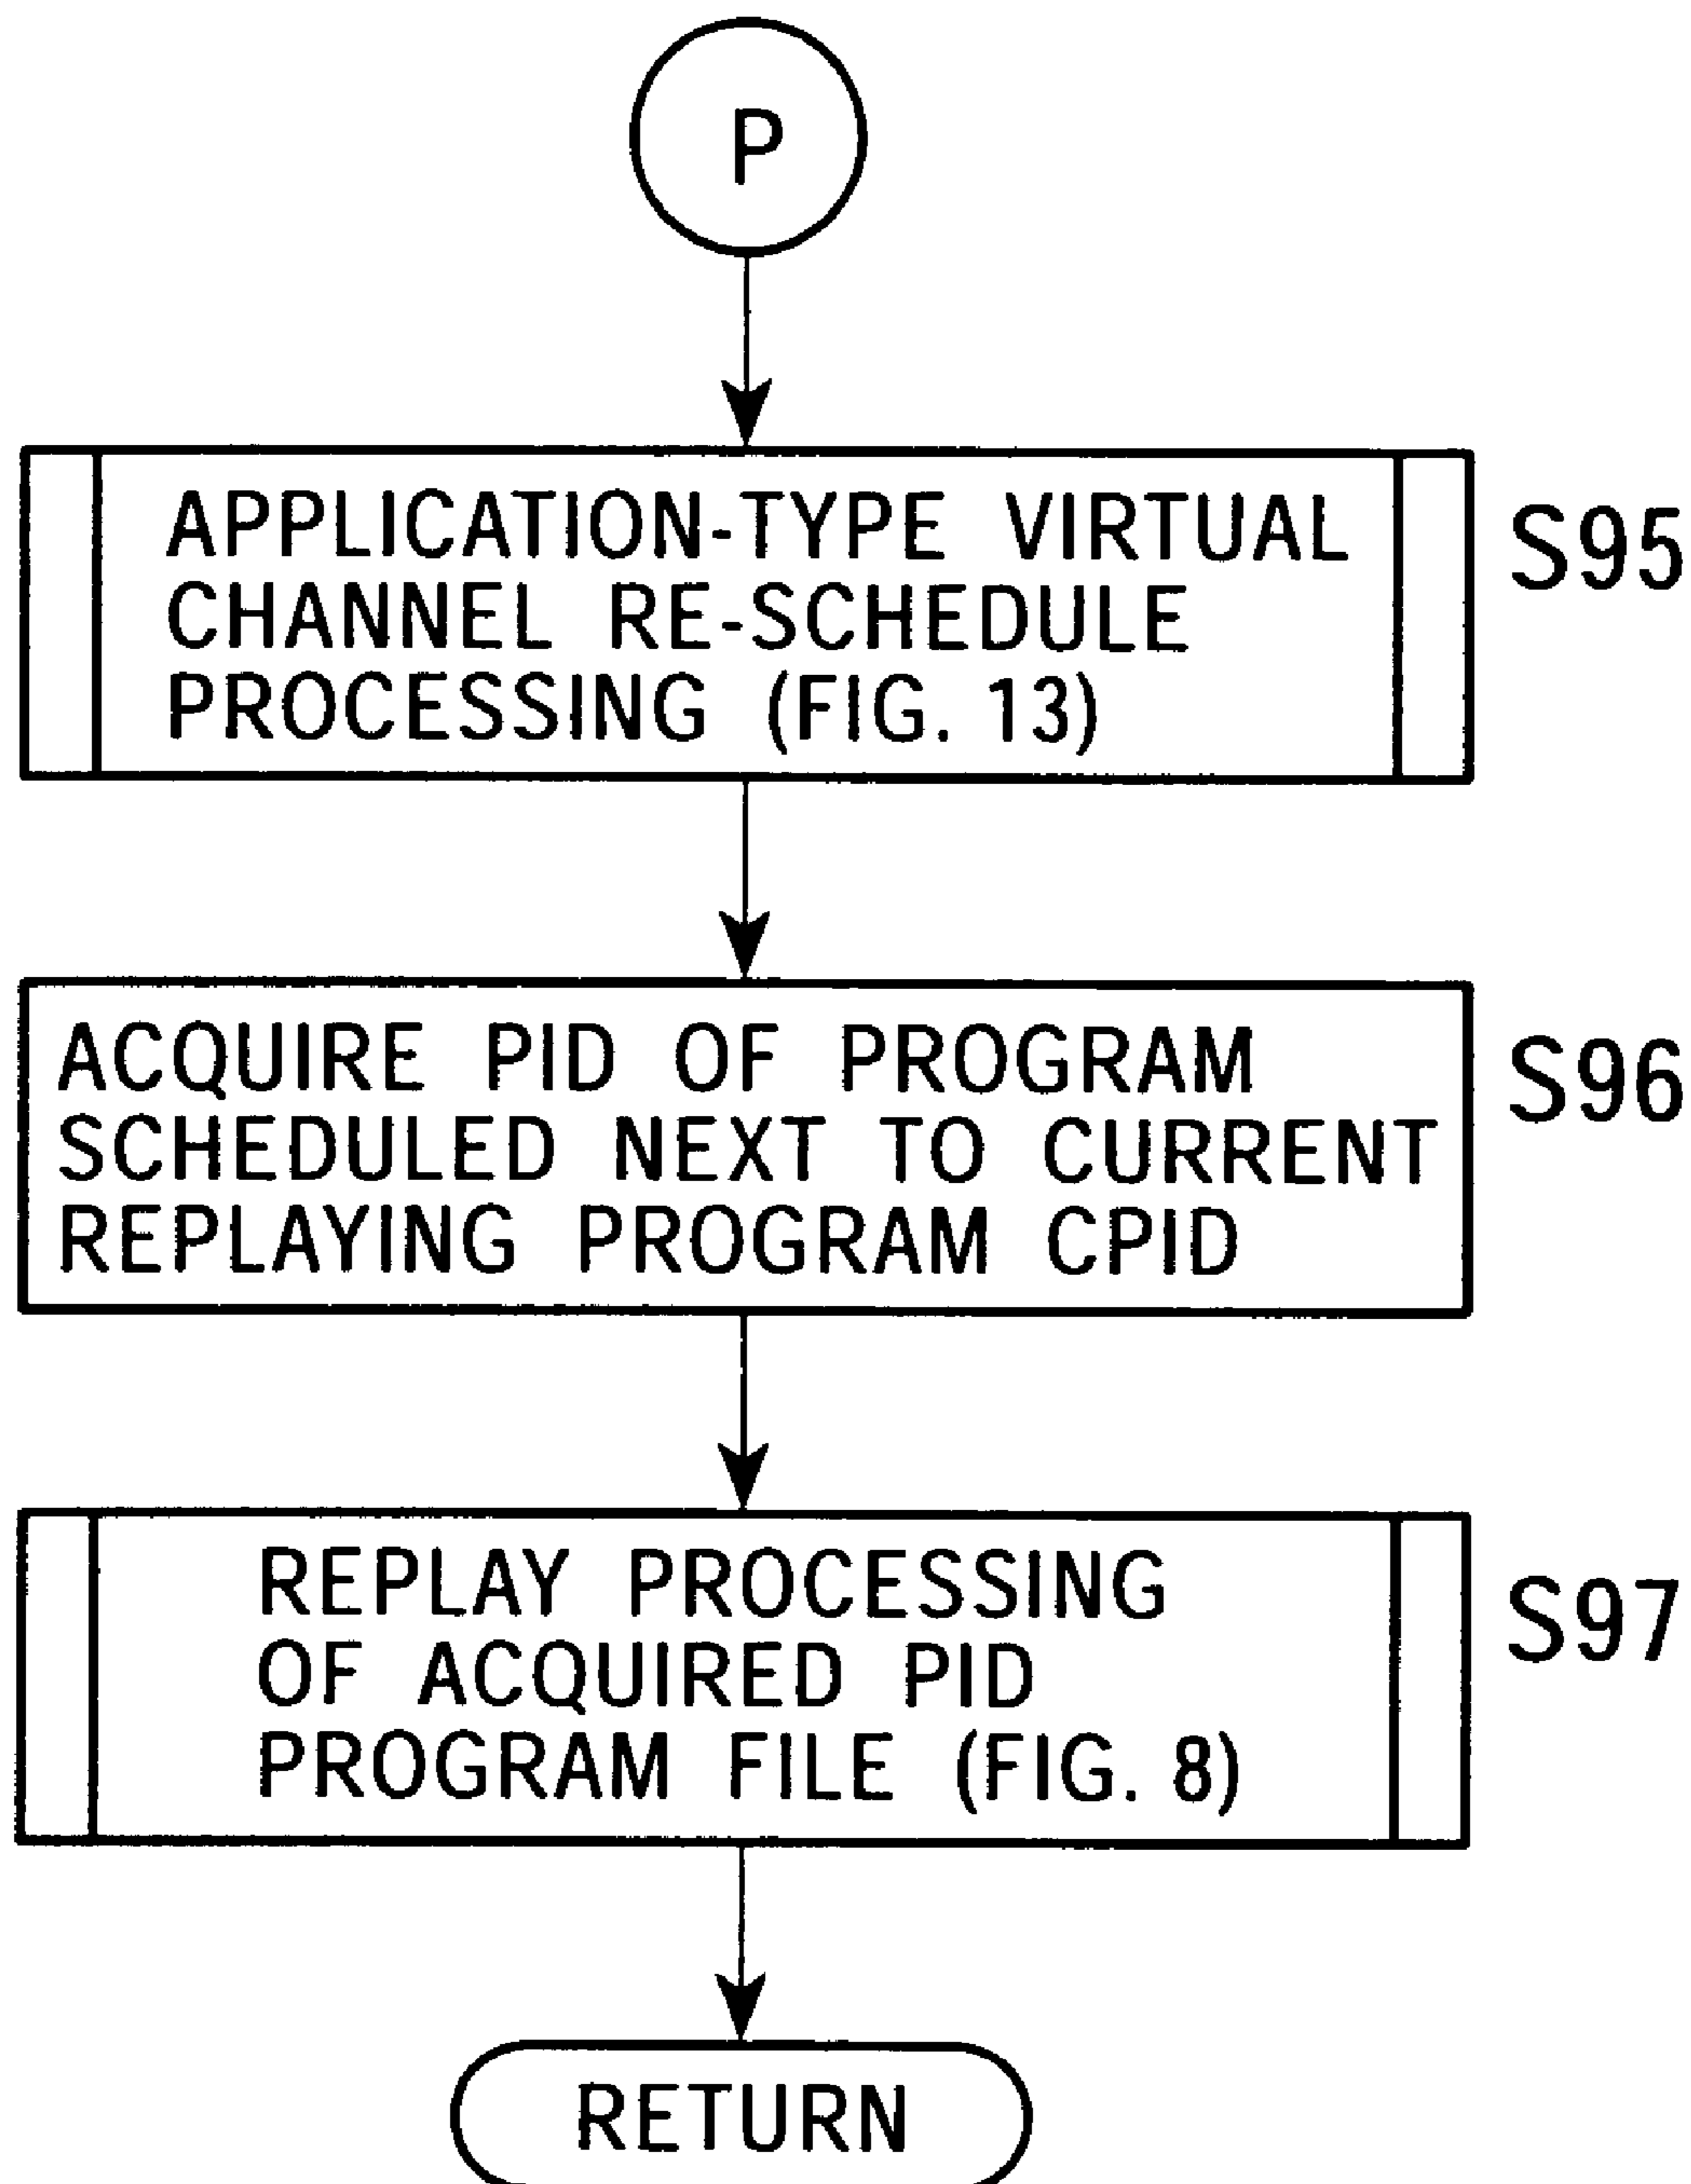 P
APPLICATION-TYPE VIRTUAL
CHANNEL RE-SCHEDULE
PROCESSING (FIG. 13)
S95
ACQUIRE PID OF PROGRAM
SCHEDULED NEXT TO CURRENT
REPLAYING PROGRAM CPID
S96
REPLAY PROCESSING
OF ACQUIRED PID
PROGRAM FILE (FIG. 8)
S97
RETURN